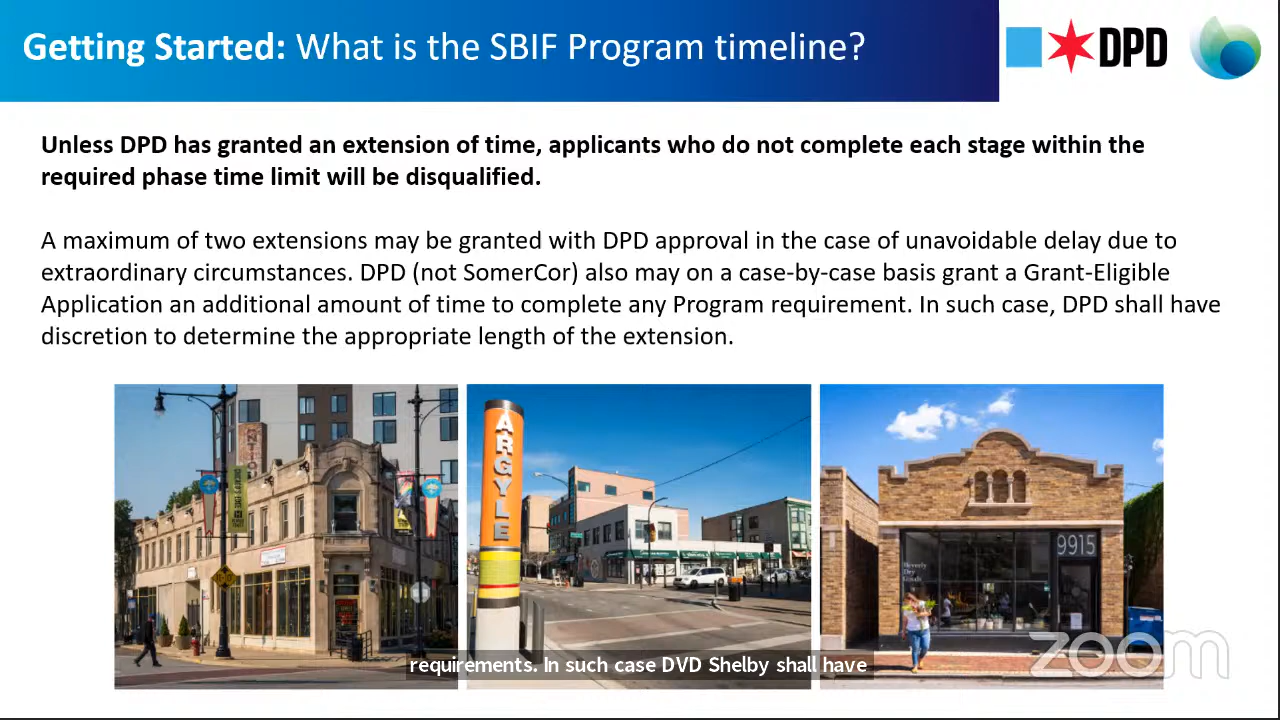 Getting Started: What is the SBIF Program timeline?
DPD
Unless DPD has granted an extension of time, applicants who do not complete each stage within the
required phase time limit will be disqualified.
A maximum of two extensions may be granted with DPD approval in the case of unavoidable delay due to
extraordinary circumstances. DPD (not SomerCor) also may on a case-by-case basis grant a Grant-Eligible
Application an additional amount of time to complete any Program requirement. In such case, DPD shall have
discretion to determine the appropriate length of the extension.
ARGYLE
9915
Beverly
Dry
Goods
zoom
requirements. In such case DVD Shelby shall have